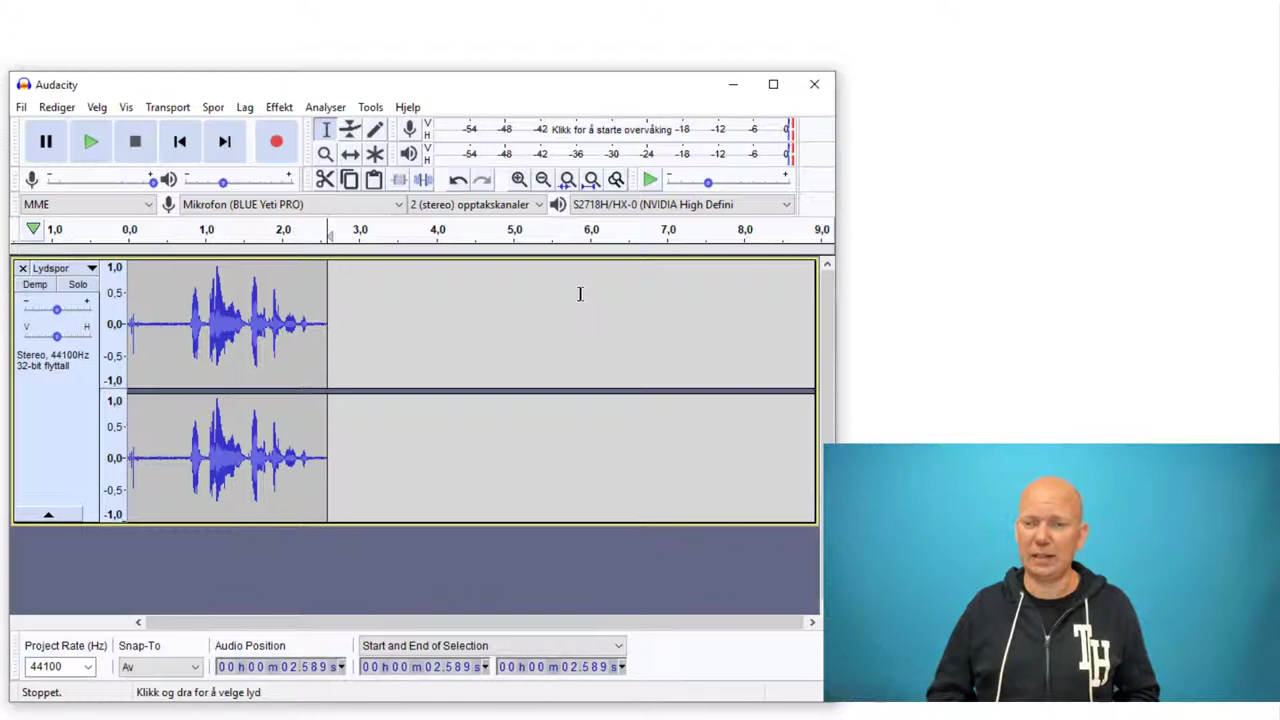 Audacity
Fil Rediger Velg Vis Transport Spor Lag Effekt Analyser Tools Hjelp
V H -54 -48 -42 Klikk for å starte overvåking -18 -12 -6 0
V H -54 -48 -42 -36 -30 -24 -18 -12 -6 0
- + - + - +
MME Mikrofon (BLUE Yeti PRO) 2 (stereo) opptakskanaler S2718H/HX-0 (NVIDIA High Defini
1,0 0,0 1,0 2,0 3,0 4,0 5,0 6,0 7,0 8,0 9,0
Lydspor
Demp Solo
- +
V H
Stereo, 44100Hz
32-bit flyttall
1,0
0,5
0,0
-0,5
-1,0
1,0
0,5
0,0
-0,5
-1,0
Project Rate (Hz) Snap-To Audio Position Start and End of Selection
44100 Av 00 h 00 m 02.589 s 00 h 00 m 02.589 s 00 h 00 m 02.589 s
Stoppet. Klikk og dra for å velge lyd
TH